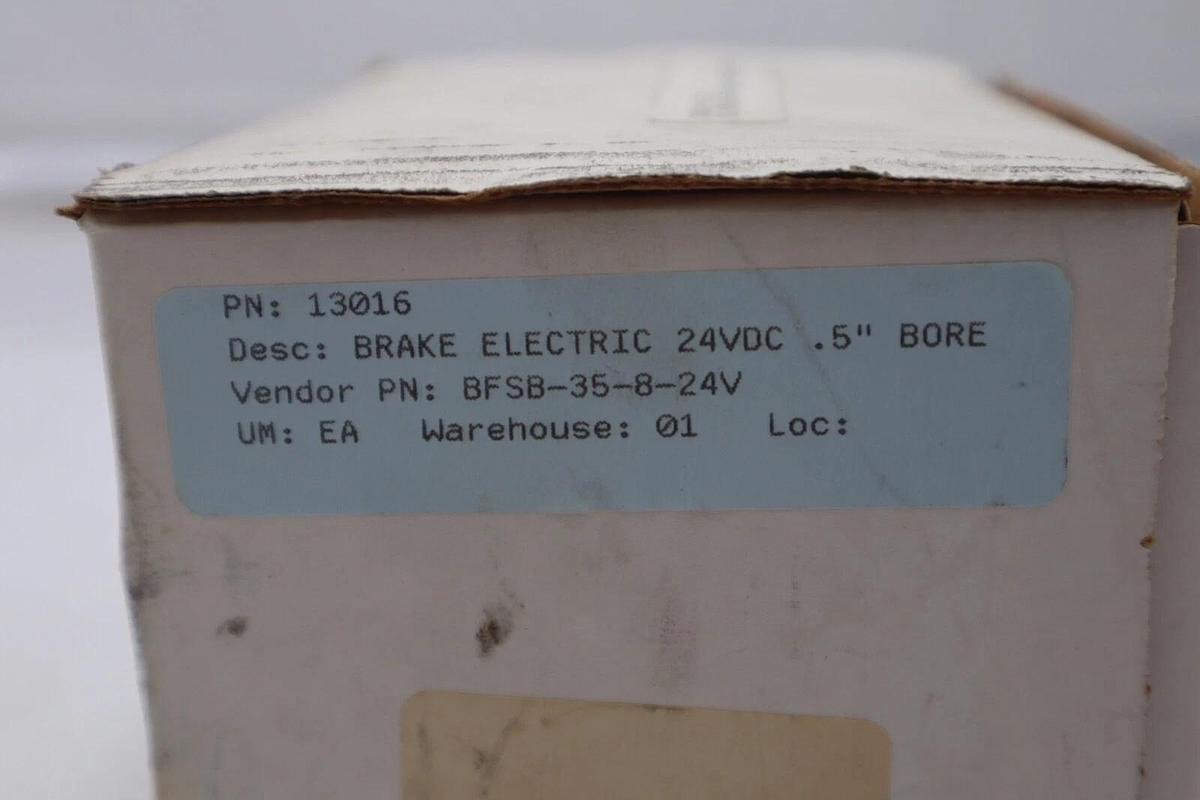 PN: 13016
Desc: BRAKE ELECTRIC 24VDC .5" BORE
Vendor PN: BFSB-35-8-24V
UM: EA Warehouse: 01 Loc: